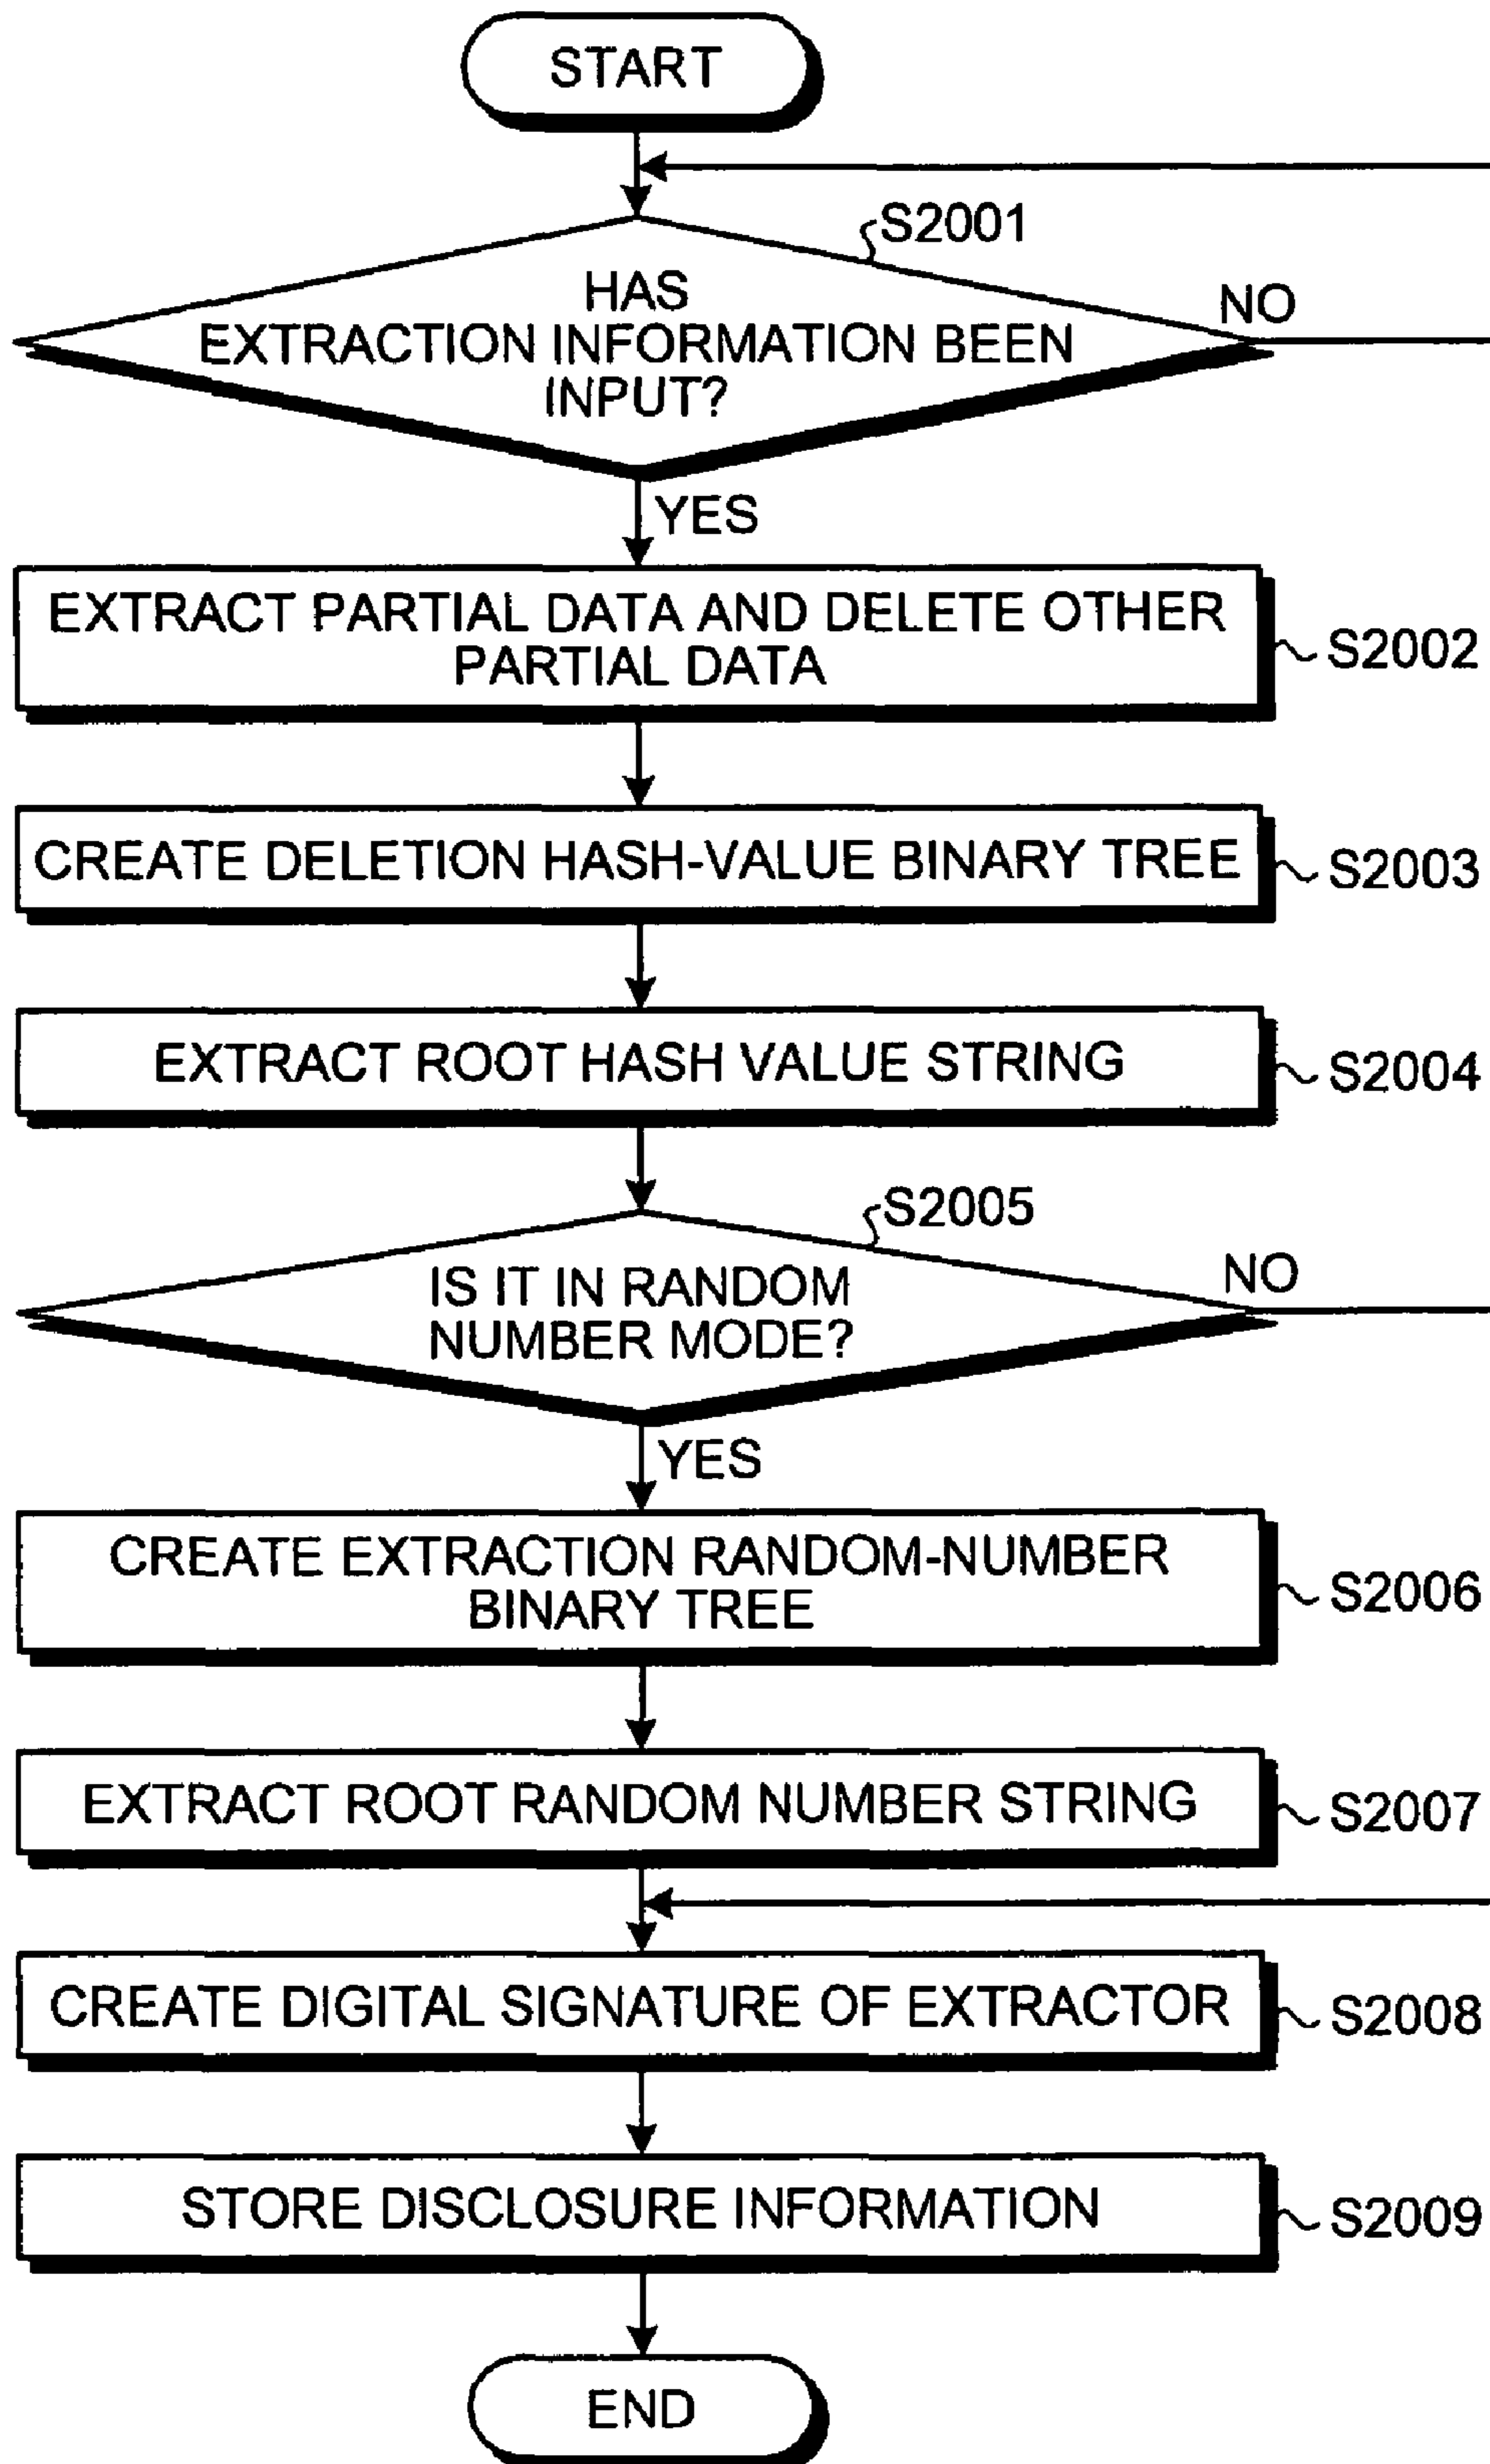 START
S2001
HAS
EXTRACTION INFORMATION BEEN
INPUT?
NO
YES
EXTRACT PARTIAL DATA AND DELETE OTHER
PARTIAL DATA
S2002
CREATE DELETION HASH-VALUE BINARY TREE
S2003
EXTRACT ROOT HASH VALUE STRING
S2004
S2005
IS IT IN RANDOM
NUMBER MODE?
NO
YES
CREATE EXTRACTION RANDOM-NUMBER
BINARY TREE
S2006
EXTRACT ROOT RANDOM NUMBER STRING
S2007
CREATE DIGITAL SIGNATURE OF EXTRACTOR
S2008
STORE DISCLOSURE INFORMATION
S2009
END